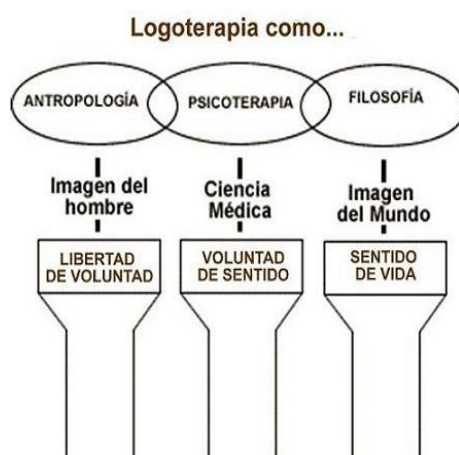 Logoterapia como...
ANTROPOLOGÍA
PSICOTERAPIA
FILOSOFÍA
Imagen del
hombre
Ciencia
Médica
Imagen
del Mundo
LIBERTAD
DE VOLUNTAD
VOLUNTAD
DE SENTIDO
SENTIDO
DE VIDA